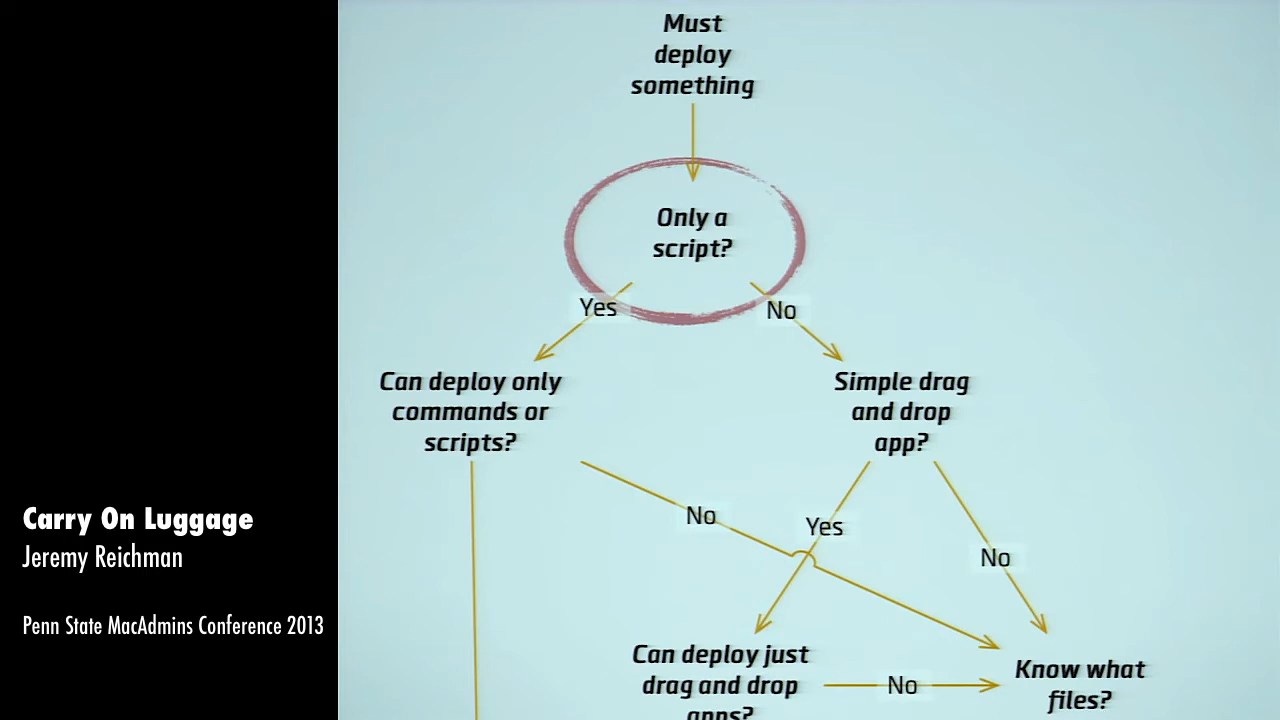 Must
deploy
something
Only a
script?
Yes
No
Can deploy only
commands or
scripts?
Simple drag
and drop
app?
No
Yes
No
Can deploy just
drag and drop
apps?
No
Know what
files?
Carry On Luggage
Jeremy Reichman
Penn State MacAdmins Conference 2013